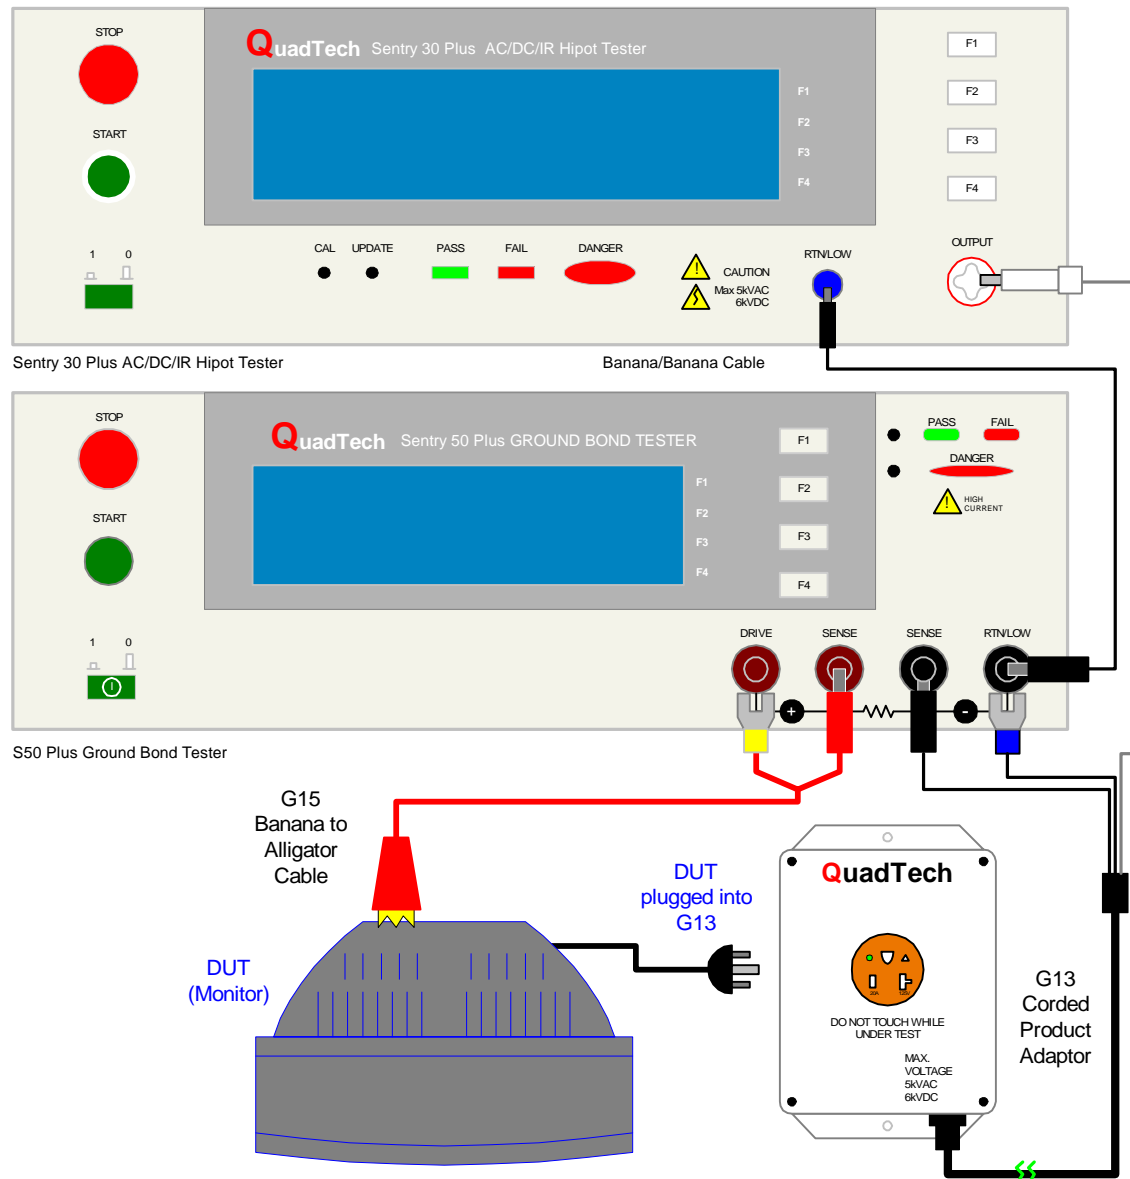 STOP
QuadTech Sentry 30 Plus AC/DC/IR Hipot Tester
F1
F1
F2
F2
START
F3
F3
F4
F4
1 0
CAL UPDATE PASS FAIL DANGER
CAUTION
Max 5kVAC
6kVDC
RTN/LOW
OUTPUT
Sentry 30 Plus AC/DC/IR Hipot Tester
Banana/Banana Cable
STOP
QuadTech Sentry 50 Plus GROUND BOND TESTER
F1
PASS FAIL
DANGER
F1
F2
HIGH
CURRENT
START
F2
F3
F3
F4
F4
1 0
DRIVE SENSE SENSE RTN/LOW
+ -
S50 Plus Ground Bond Tester
G15
Banana to
Alligator
Cable
DUT
plugged into
G13
QuadTech
DUT
(Monitor)
20A 125V
DO NOT TOUCH WHILE
UNDER TEST
MAX.
VOLTAGE
5kVAC
6kVDC
G13
Corded
Product
Adaptor